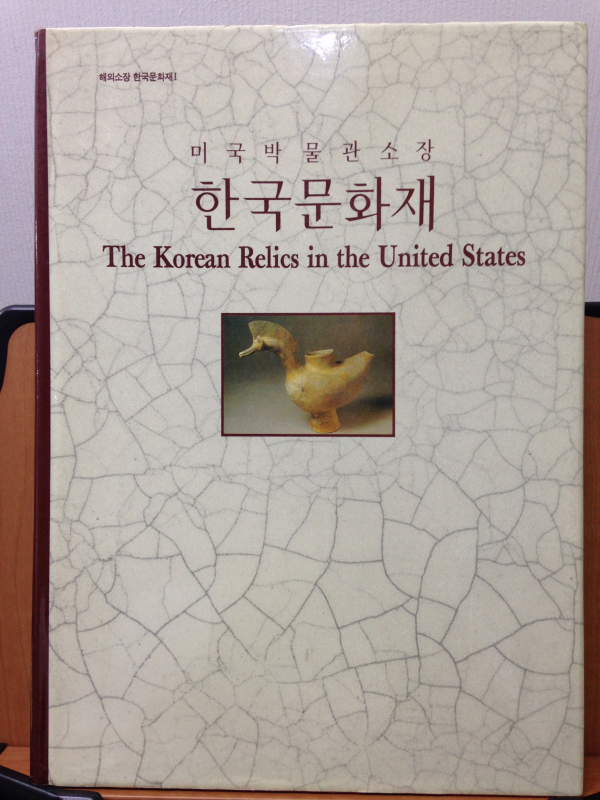 해외소장 한국문화재 I
미국박물관소장
한국문화재
The Korean Relics in the United States